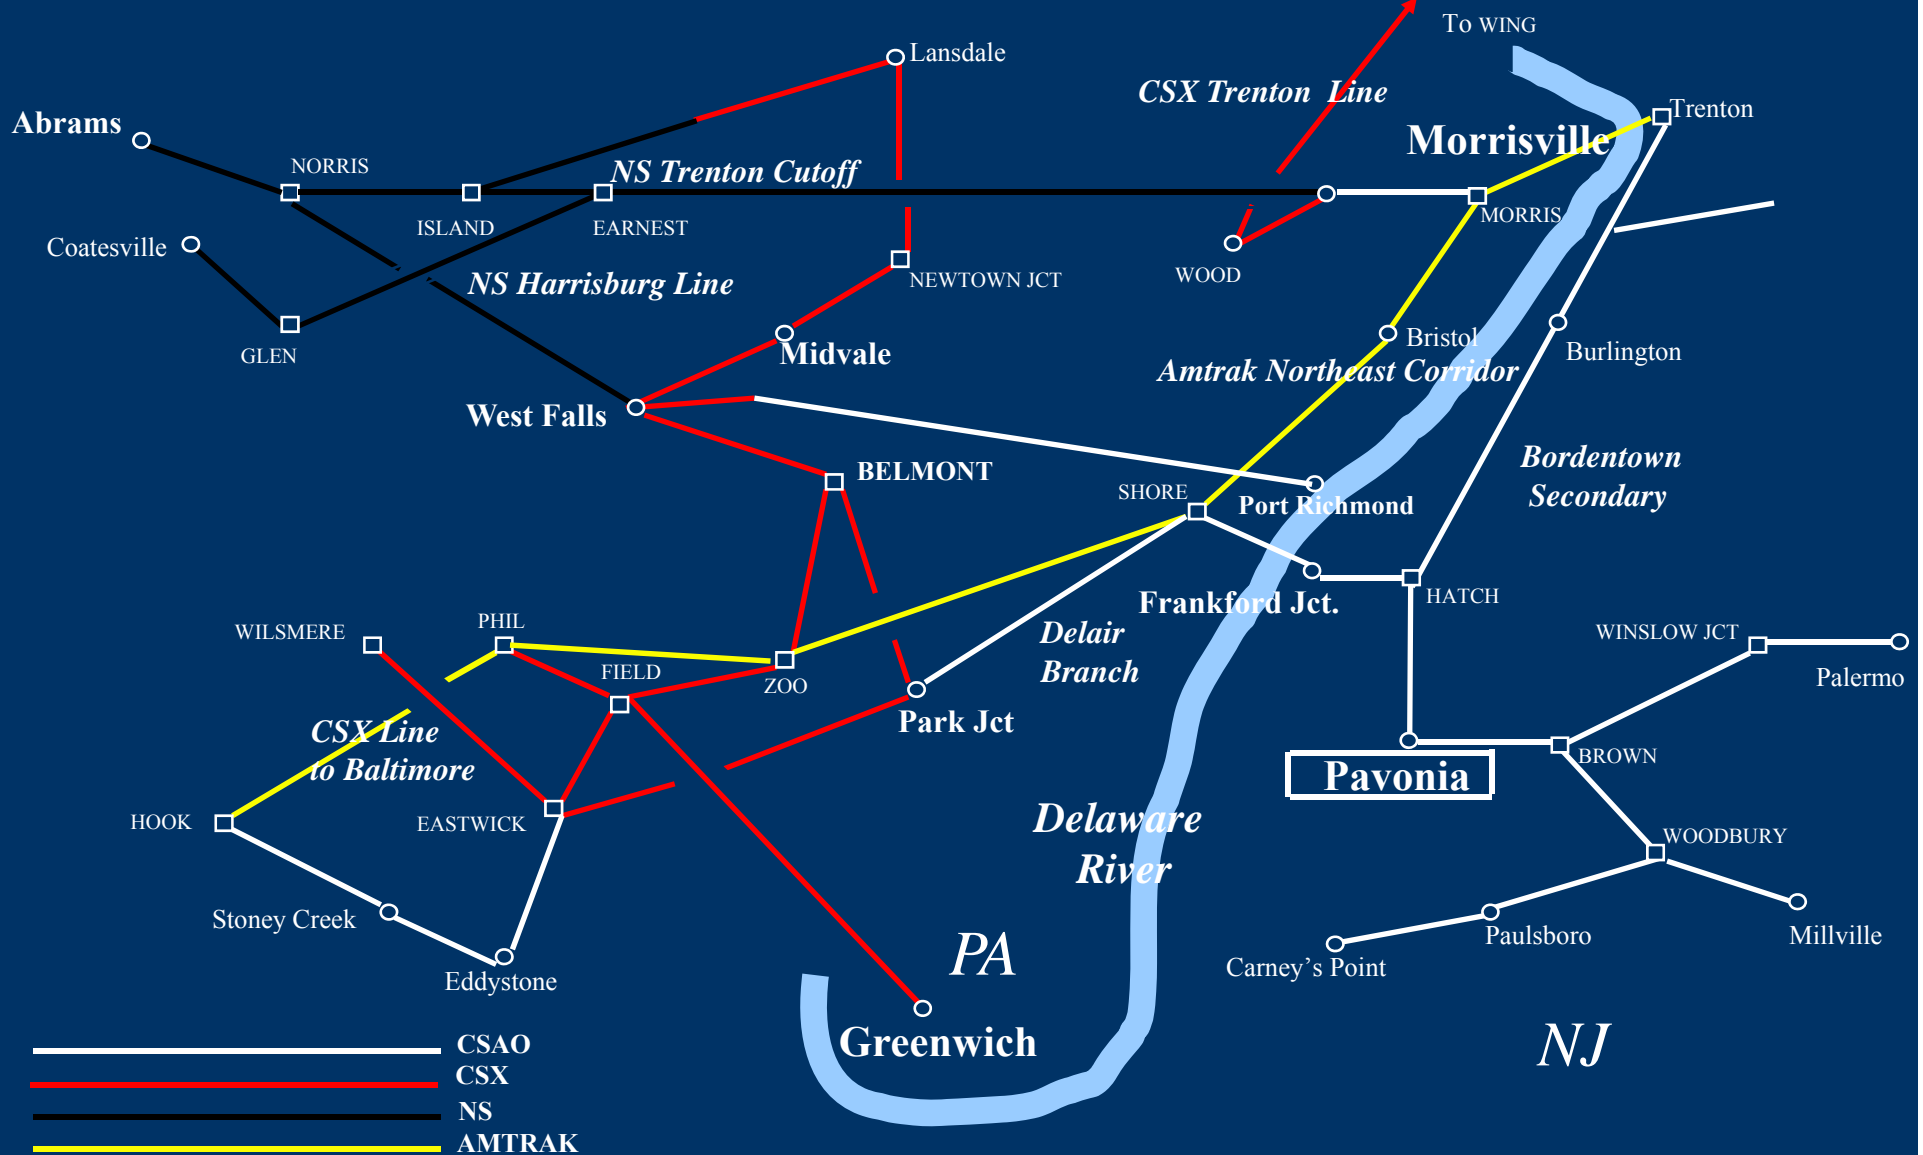 To WING
Lansdale
CSX Trenton Line
Trenton
Abrams
Morrisville
NORRIS
NS Trenton Cutoff
ISLAND
EARNEST
MORRIS
Coatesville
WOOD
NS Harrisburg Line
NEWTOWN JCT
GLEN
Midvale
Bristol
Burlington
Amtrak Northeast Corridor
West Falls
BELMONT
Bordentown
Secondary
SHORE
Port Richmond
Frankford Jct.
HATCH
WILSMERE
PHIL
Delair
Branch
WINSLOW JCT
FIELD
ZOO
Palermo
Park Jct
CSX Line
to Baltimore
BROWN
Pavonia
HOOK
EASTWICK
Delaware
River
WOODBURY
Stoney Creek
Paulsboro
Millville
PA
Carney’s Point
Eddystone
Greenwich
NJ
CSAO
CSX
NS
AMTRAK